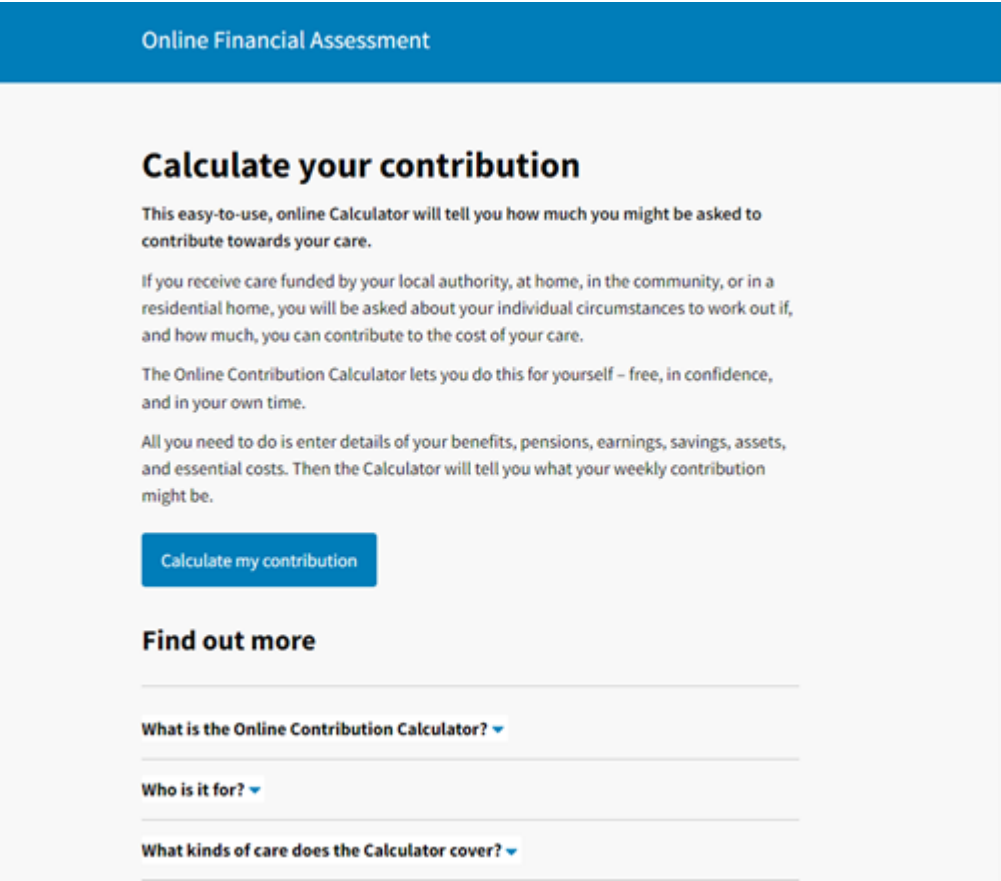 Online Financial Assessment
Calculate your contribution
This easy-to-use, online Calculator will tell you how much you might be asked to
contribute towards your care.
If you receive care funded by your local authority, at home, in the community, or in a
residential home, you will be asked about your individual circumstances to work out if,
and how much, you can contribute to the cost of your care.
The Online Contribution Calculator lets you do this for yourself – free, in confidence,
and in your own time.
All you need to do is enter details of your benefits, pensions, earnings, savings, assets,
and essential costs. Then the Calculator will tell you what your weekly contribution
might be.
Calculate my contribution
Find out more
What is the Online Contribution Calculator?
Who is it for?
What kinds of care does the Calculator cover?